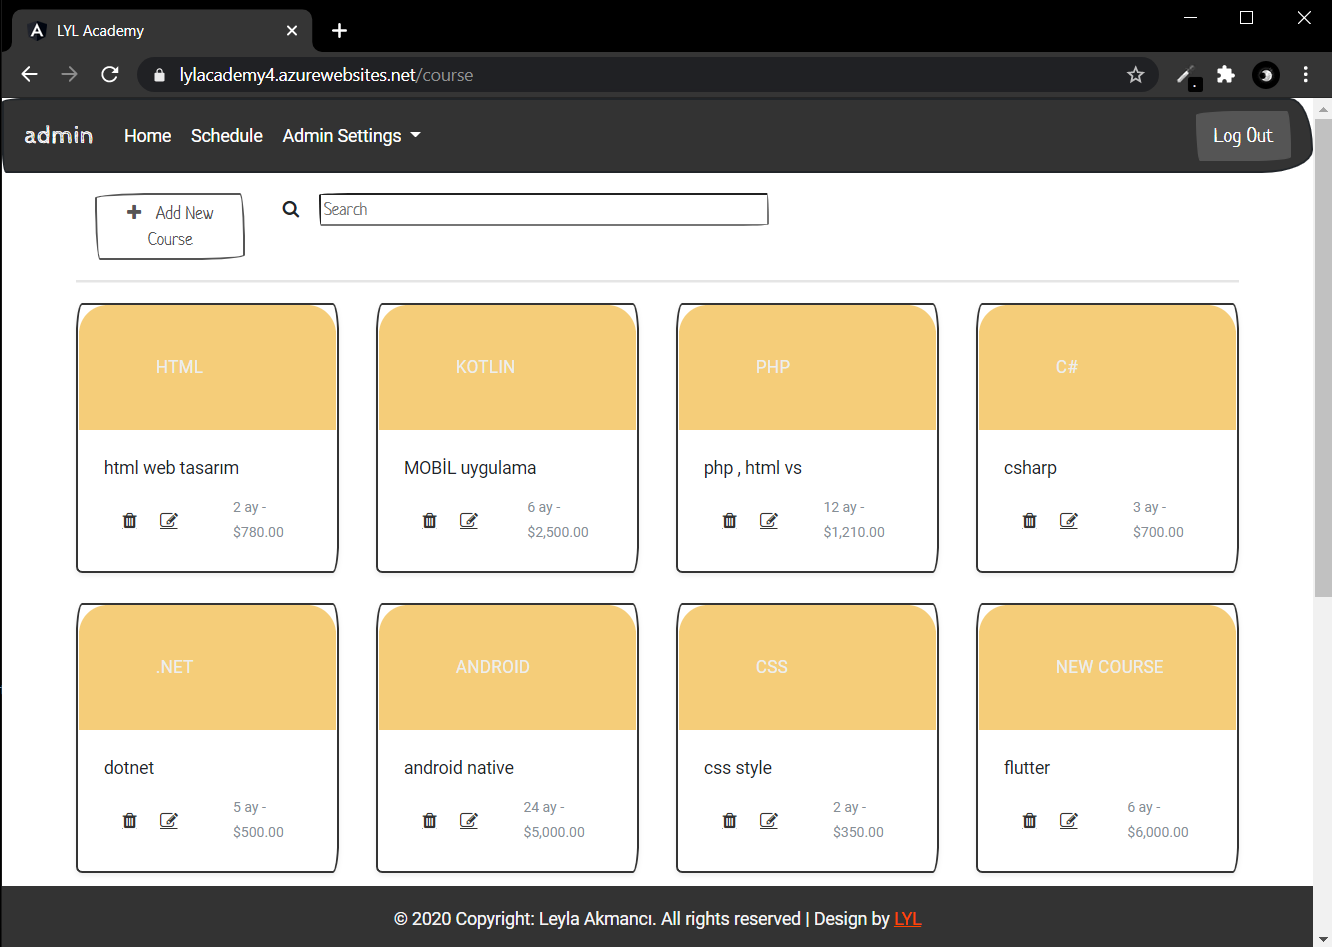 LYL Academy
lylacademy4.azurewebsites.net/course
admin Home Schedule Admin Settings Log Out
Add New
Course
Search
HTML
html web tasarım
2 ay -
$780.00
KOTLIN
MOBİL uygulama
6 ay -
$2,500.00
PHP
php , html vs
12 ay -
$1,210.00
C#
csharp
3 ay -
$700.00
.NET
dotnet
5 ay -
$500.00
ANDROID
android native
24 ay -
$5,000.00
CSS
css style
2 ay -
$350.00
NEW COURSE
flutter
6 ay -
$6,000.00
© 2020 Copyright: Leyla Akmancı. All rights reserved | Design by LYL